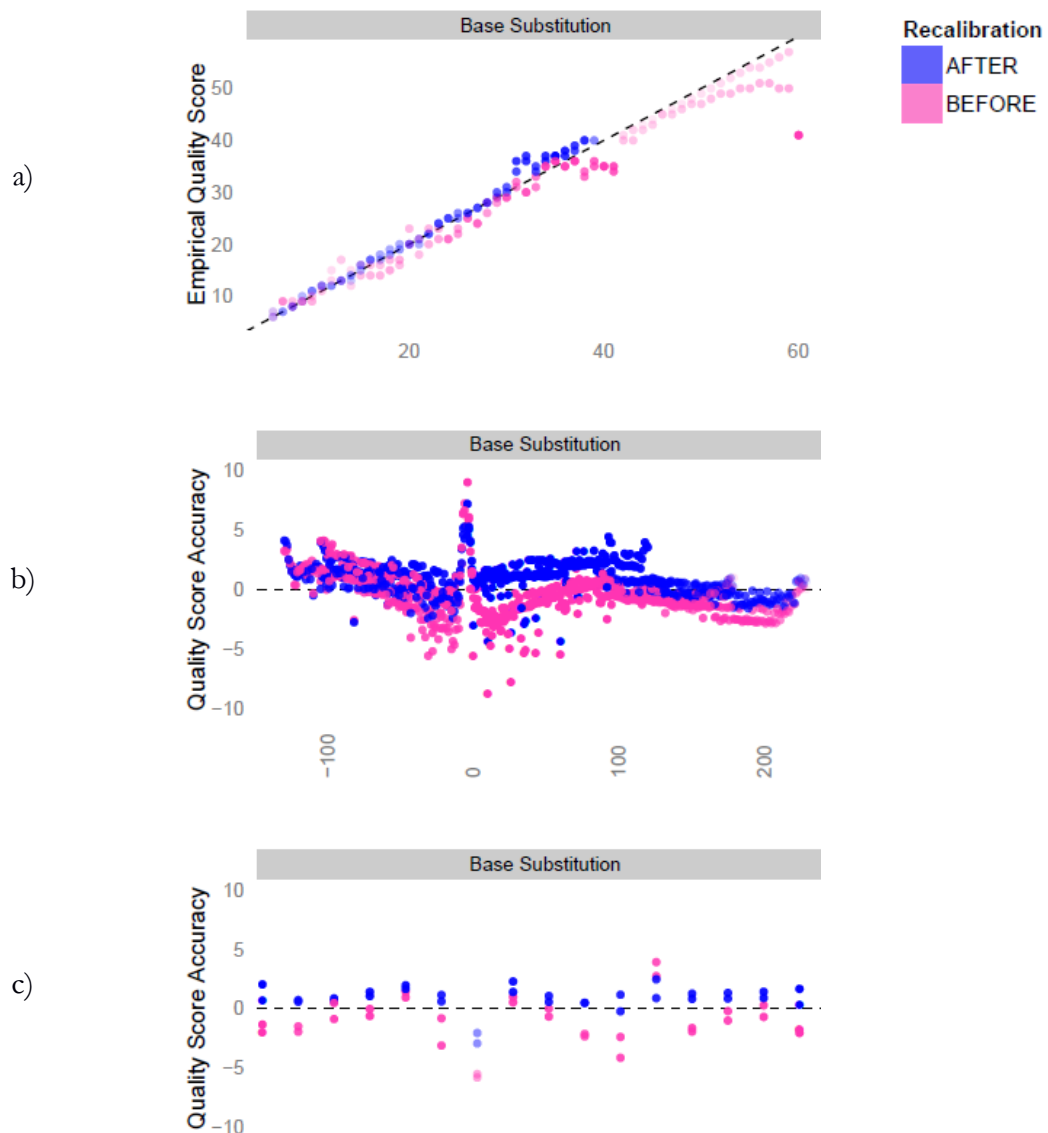 Base Substitution
Recalibration
AFTER
BEFORE
a)
Empirical Quality Score
50
40
30
20
10
20
40
60
Base Substitution
b)
Quality Score Accuracy
10
5
0
−5
−10
−100
0
100
200
Base Substitution
c)
Quality Score Accuracy
10
5
0
−5
−10